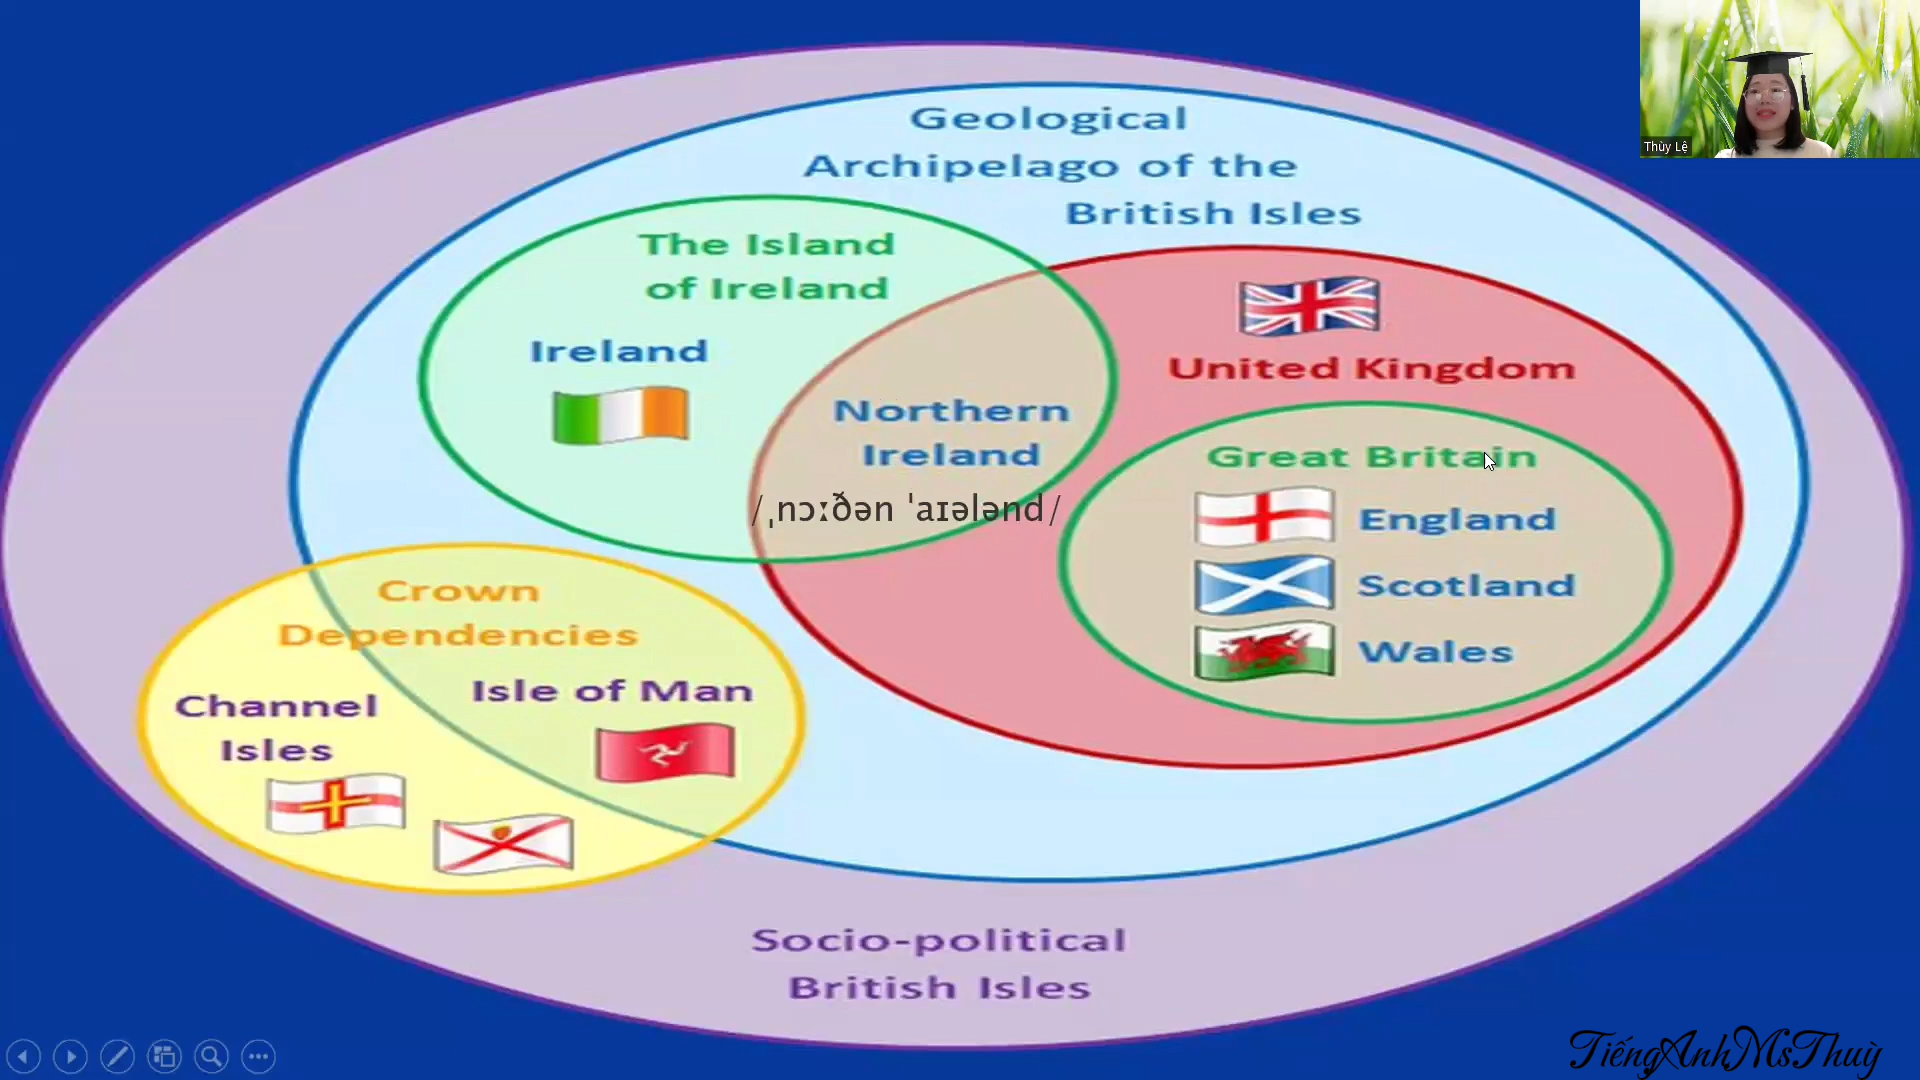 Thùy Lệ
Geological
Archipelago of the
British Isles
The Island
of Ireland
Ireland
Northern
Ireland
/ˌnɔːðən ˈaɪələnd/
United Kingdom
Great Britain
England
Scotland
Wales
Crown
Dependencies
Channel
Isles
Isle of Man
Socio-political
British Isles
TiếngAnhMsThuỳ